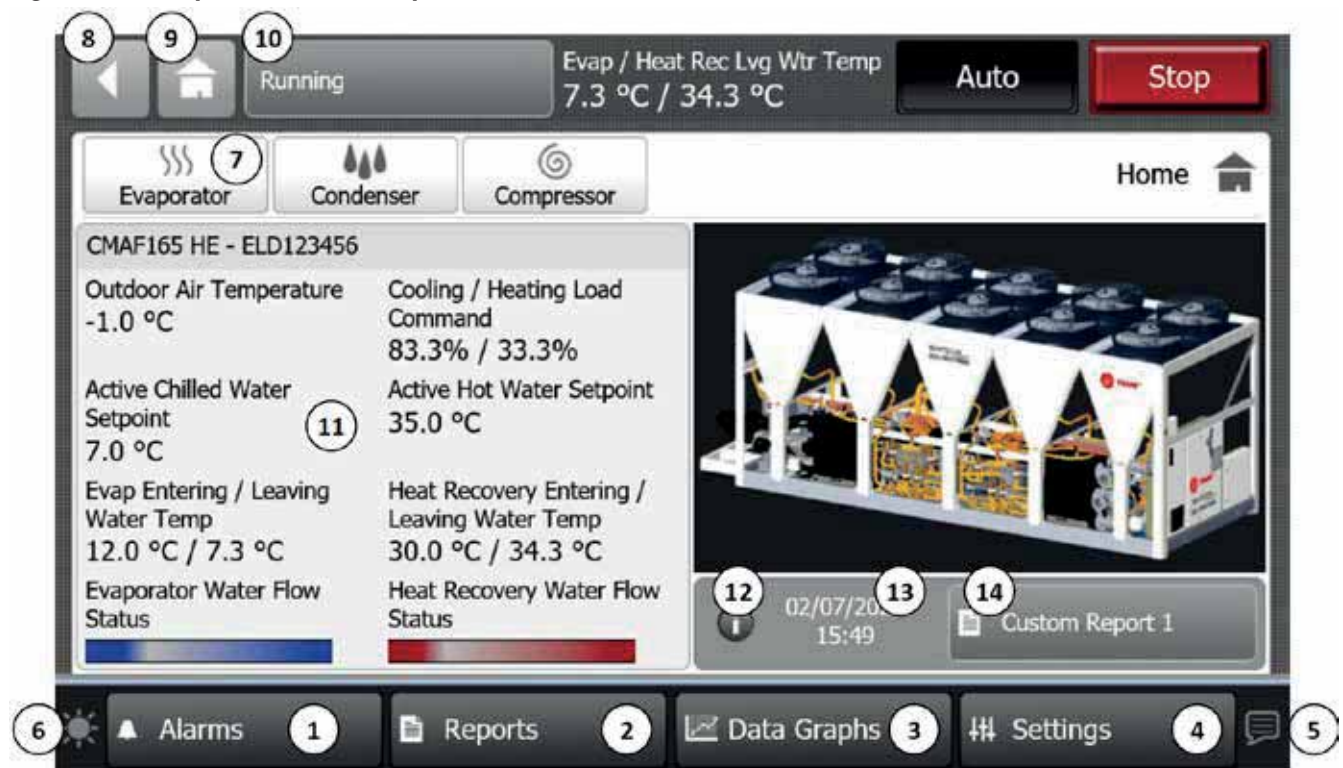 8
9
10
Running
Evap / Heat Rec Lvg Wtr Temp
7.3 °C / 34.3 °C
Auto
Stop
7
Evaporator
Condenser
Compressor
Home
CMAF165 HE - ELD123456
Outdoor Air Temperature
-1.0 °C
Cooling / Heating Load
Command
83.3% / 33.3%
Active Chilled Water
Setpoint
7.0 °C
11
Active Hot Water Setpoint
35.0 °C
Evap Entering / Leaving
Water Temp
12.0 °C / 7.3 °C
Heat Recovery Entering /
Leaving Water Temp
30.0 °C / 34.3 °C
Evaporator Water Flow
Status
Heat Recovery Water Flow
Status
12
02/07/20
15:49
13
14
Custom Report 1
6
Alarms
1
Reports
2
Data Graphs
3
Settings
4
5